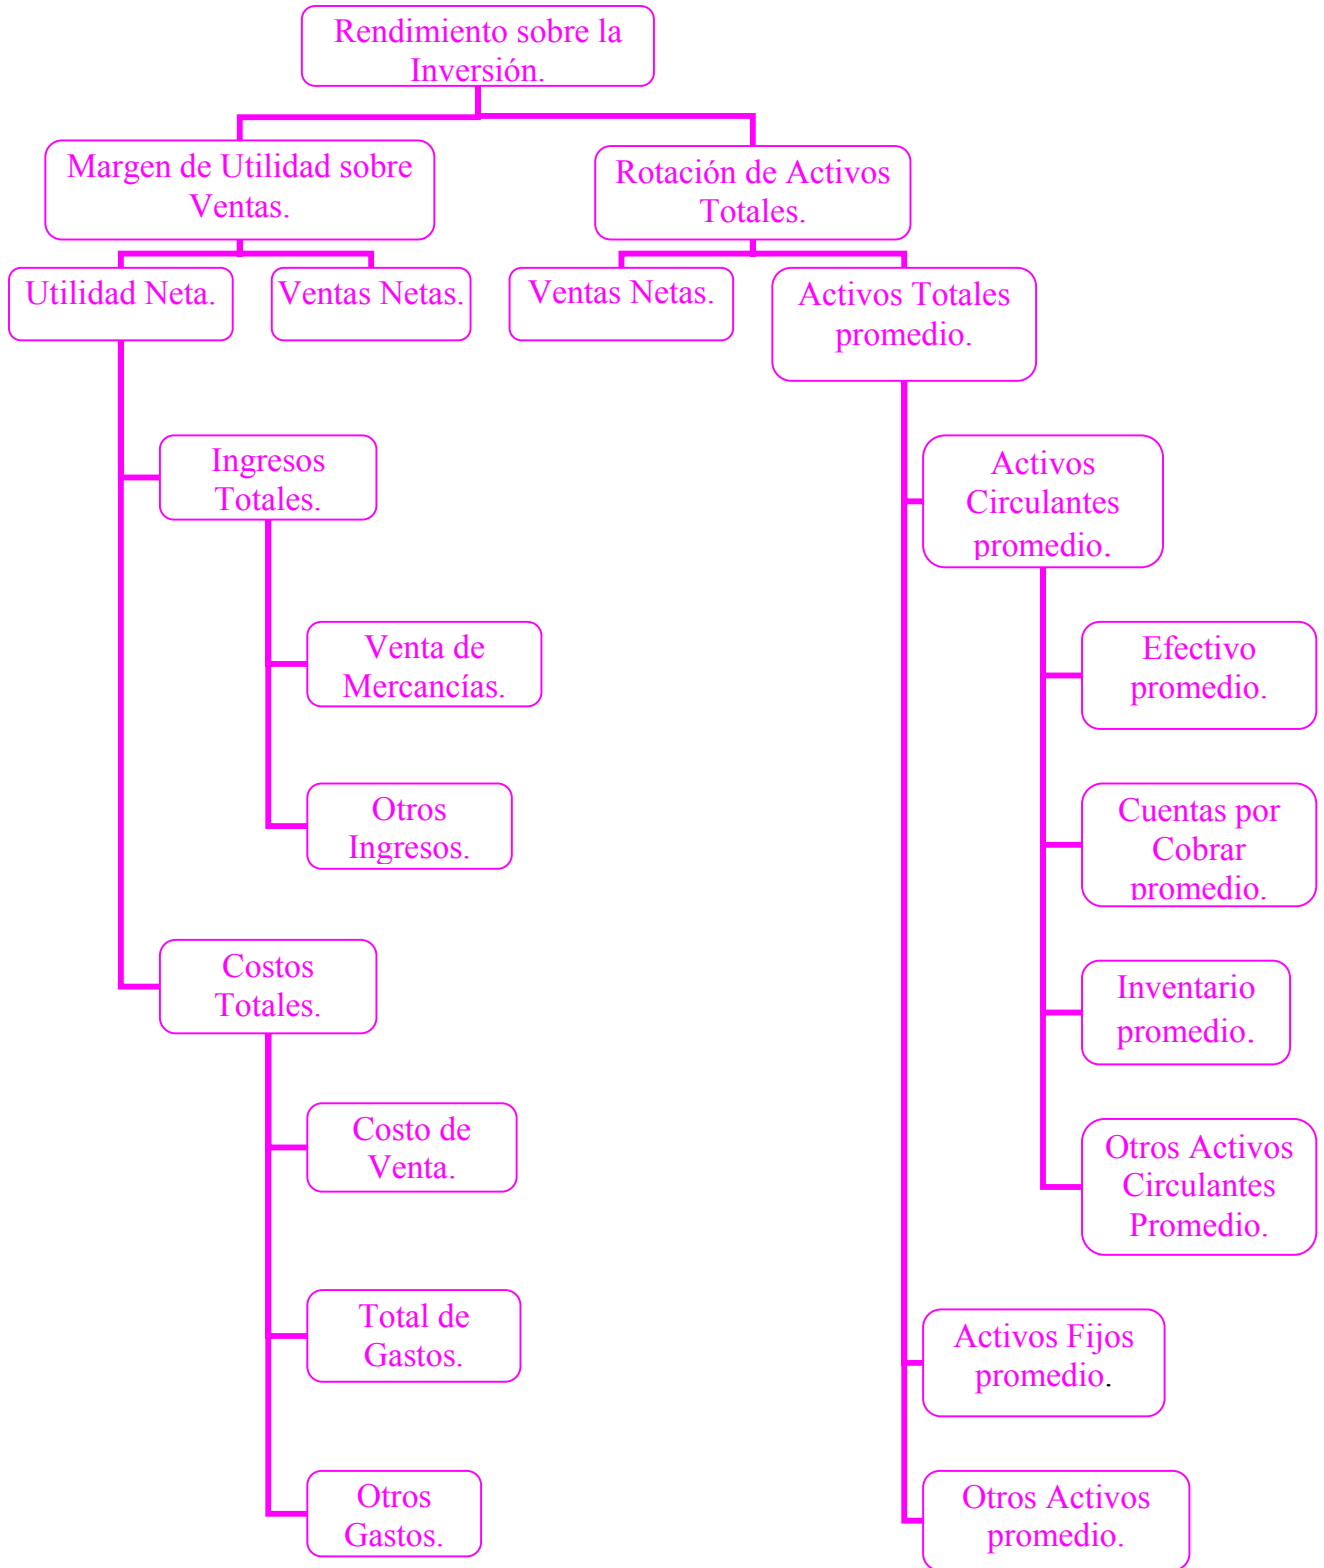 Rendimiento sobre la
Inversión.
Margen de Utilidad sobre
Ventas.
Rotación de Activos
Totales.
Utilidad Neta.
Ventas Netas.
Ventas Netas.
Activos Totales
promedio.
Ingresos
Totales.
Venta de
Mercancías.
Otros
Ingresos.
Costos
Totales.
Costo de
Venta.
Total de
Gastos.
Otros
Gastos.
Activos
Circulantes
promedio.
Efectivo
promedio.
Cuentas por
Cobrar
promedio.
Inventario
promedio.
Otros Activos
Circulantes
Promedio.
Activos Fijos
promedio.
Otros Activos
promedio.